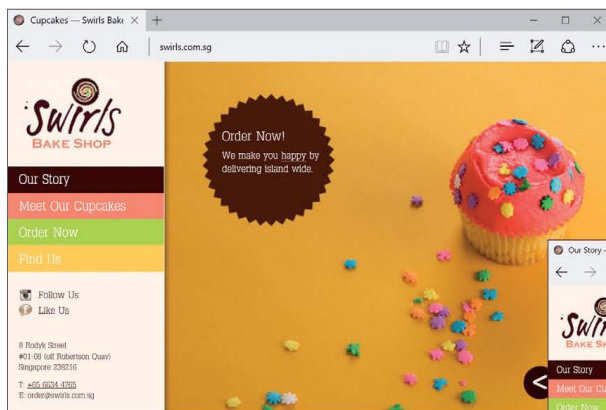 Cupcakes — Swirls Bak
swirls.com.sg
Swirls
BAKE SHOP
Our Story
Meet Our Cupcakes
Order Now
Find Us
Follow Us
Like Us
8 Rodyk Street
#01-08 (off Robertson Quay)
Singapore 238216
T: +65 6634 4765
E: order@swirls.com.sg
Order Now!
We make you happy by
delivering island wide.
Our Story -
Swirls
BAKE SHOP
Our Story
Meet Our Cu
Order Now